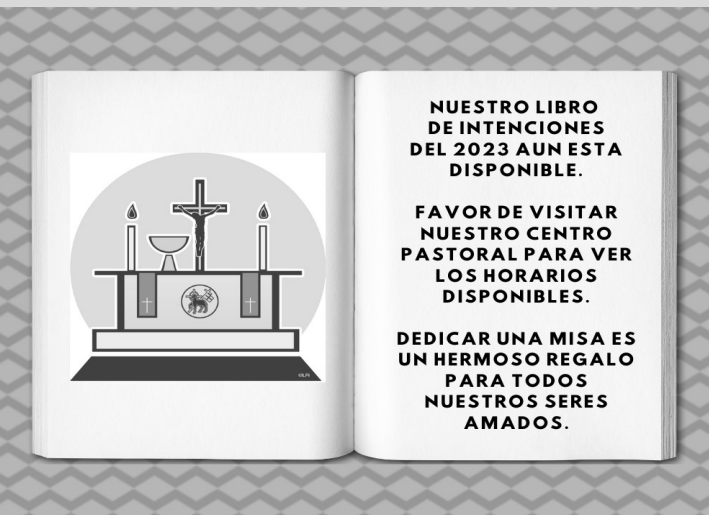 NUESTRO LIBRO
DE INTENCIONES
DEL 2023 AUN ESTA
DISPONIBLE.
FAVOR DE VISITAR
NUESTRO CENTRO
PASTORAL PARA VER
LOS HORARIOS
DISPONIBLES.
DEDICAR UNA MISA ES
UN HERMOSO REGALO
PARA TODOS
NUESTROS SERES
AMADOS.
©LPi